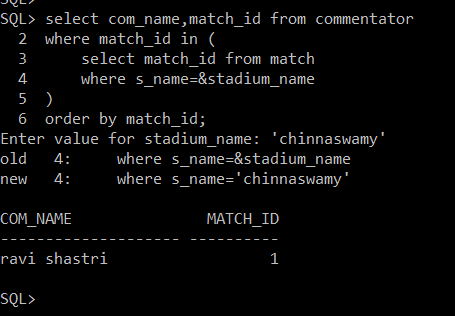 SQL>
SQL> select com_name,match_id from commentator
  2  where match_id in (
  3      select match_id from match
  4      where s_name=&stadium_name
  5  )
  6  order by match_id;
Enter value for stadium_name: 'chinnaswamy'
old   4:     where s_name=&stadium_name
new   4:     where s_name='chinnaswamy'

COM_NAME               MATCH_ID
-------------------- ----------
ravi shastri                  1

SQL>